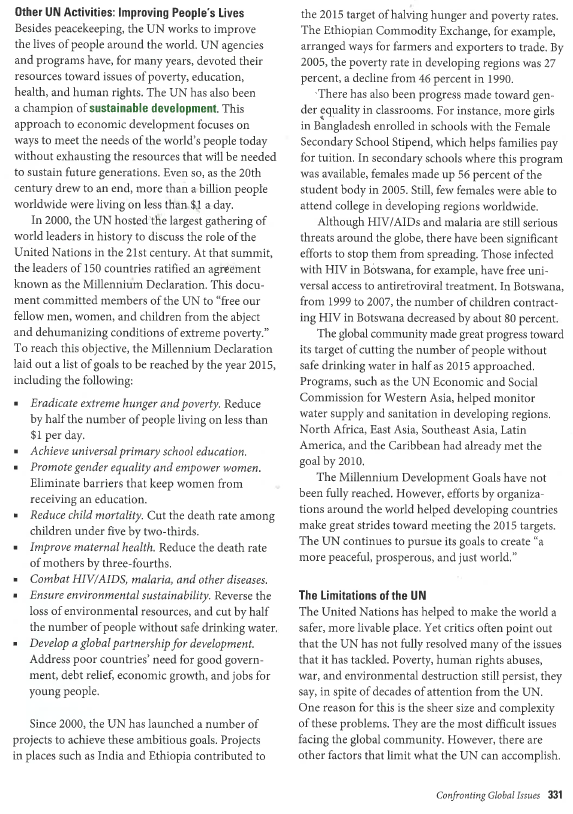 Other UN Activities: Improving People's Lives
Besides peacekeeping, the UN works to improve
the lives of people around the world. UN agencies
and programs have, for many years, devoted their
resources toward issues of poverty, education,
health, and human rights. The UN has also been
a champion of sustainable development. This
approach to economic development focuses on
ways to meet the needs of the world's people today
without exhausting the resources that will be needed
to sustain future generations. Even so, as the 20th
century drew to an end, more than a billion people
worldwide were living on less than $1 a day.
In 2000, the UN hosted the largest gathering of
world leaders in history to discuss the role of the
United Nations in the 21st century. At that summit,
the leaders of 150 countries ratified an agreement
known as the Millennium Declaration. This docu-
ment committed members of the UN to "free our
fellow men, women, and children from the abject
and dehumanizing conditions of extreme poverty."
To reach this objective, the Millennium Declaration
laid out a list of goals to be reached by the year 2015,
including the following:
▪ Eradicate extreme hunger and poverty. Reduce
by half the number of people living on less than
$1 per day.
▪ Achieve universal primary school education.
▪ Promote gender equality and empower women.
Eliminate barriers that keep women from
receiving an education.
▪ Reduce child mortality. Cut the death rate among
children under five by two-thirds.
▪ Improve maternal health. Reduce the death rate
of mothers by three-fourths.
▪ Combat HIV/AIDS, malaria, and other diseases.
▪ Ensure environmental sustainability. Reverse the
loss of environmental resources, and cut by half
the number of people without safe drinking water.
▪ Develop a global partnership for development.
Address poor countries' need for good govern-
ment, debt relief, economic growth, and jobs for
young people.
Since 2000, the UN has launched a number of
projects to achieve these ambitious goals. Projects
in places such as India and Ethiopia contributed to
the 2015 target of halving hunger and poverty rates.
The Ethiopian Commodity Exchange, for example,
arranged ways for farmers and exporters to trade. By
2005, the poverty rate in developing regions was 27
percent, a decline from 46 percent in 1990.
There has also been progress made toward gen-
der equality in classrooms. For instance, more girls
in Bangladesh enrolled in schools with the Female
Secondary School Stipend, which helps families pay
for tuition. In secondary schools where this program
was available, females made up 56 percent of the
student body in 2005. Still, few females were able to
attend college in developing regions worldwide.
Although HIV/AIDs and malaria are still serious
threats around the globe, there have been significant
efforts to stop them from spreading. Those infected
with HIV in Botswana, for example, have free uni-
versal access to antiretroviral treatment. In Botswana,
from 1999 to 2007, the number of children contract-
ing HIV in Botswana decreased by about 80 percent.
The global community made great progress toward
its target of cutting the number of people without
safe drinking water in half as 2015 approached.
Programs, such as the UN Economic and Social
Commission for Western Asia, helped monitor
water supply and sanitation in developing regions.
North Africa, East Asia, Southeast Asia, Latin
America, and the Caribbean had already met the
goal by 2010.
The Millennium Development Goals have not
been fully reached. However, efforts by organiza-
tions around the world helped developing countries
make great strides toward meeting the 2015 targets.
The UN continues to pursue its goals to create "a
more peaceful, prosperous, and just world."
The Limitations of the UN
The United Nations has helped to make the world a
safer, more livable place. Yet critics often point out
that the UN has not fully resolved many of the issues
that it has tackled. Poverty, human rights abuses,
war, and environmental destruction still persist, they
say, in spite of decades of attention from the UN.
One reason for this is the sheer size and complexity
of these problems. They are the most difficult issues
facing the global community. However, there are
other factors that limit what the UN can accomplish.
Confronting Global Issues 331